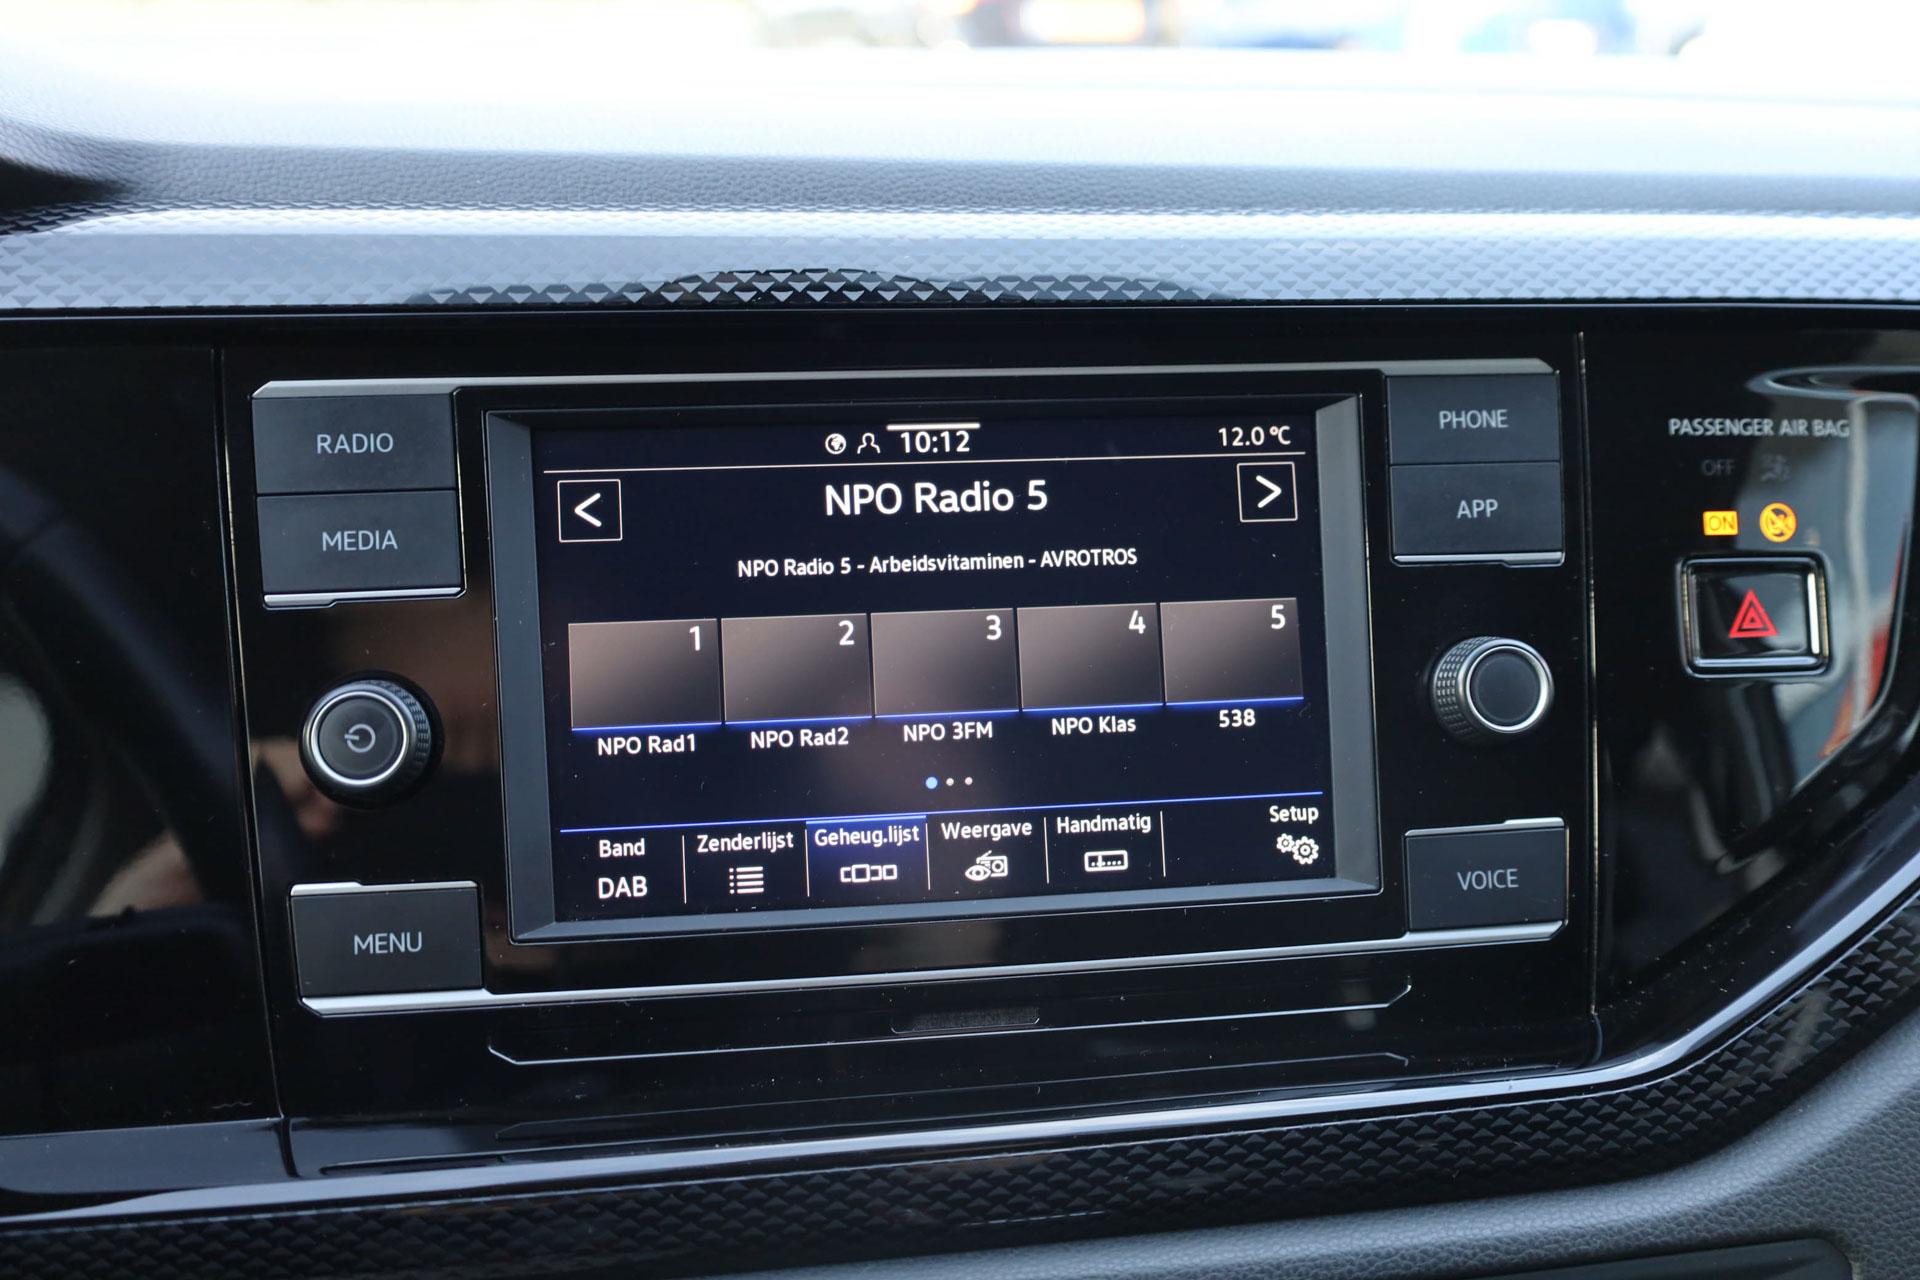 RADIO
MEDIA
MENU
10:12
12.0 °C
<
NPO Radio 5
>
NPO Radio 5 - Arbeidsvitaminen - AVROTROS
1
2
3
4
5
NPO Rad1
NPO Rad2
NPO 3FM
NPO Klas
538
Band
DAB
Zenderlijst
Geheug.lijst
Weergave
Handmatig
Setup
PHONE
APP
VOICE
PASSENGER AIR BAG
OFF
ON